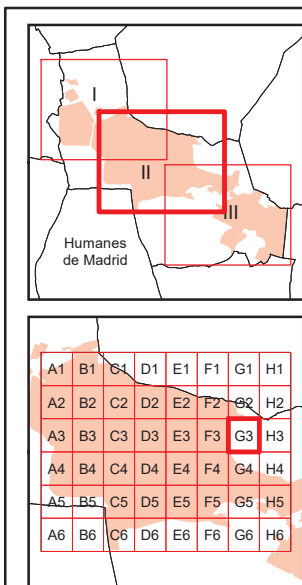 I
II
III
Humanes
de Madrid
A1 B1 C1 D1 E1 F1 G1 H1
A2 B2 C2 D2 E2 F2 G2 H2
A3 B3 C3 D3 E3 F3 G3 H3
A4 B4 C4 D4 E4 F4 G4 H4
A5 B5 C5 D5 E5 F5 G5 H5
A6 B6 C6 D6 E6 F6 G6 H6